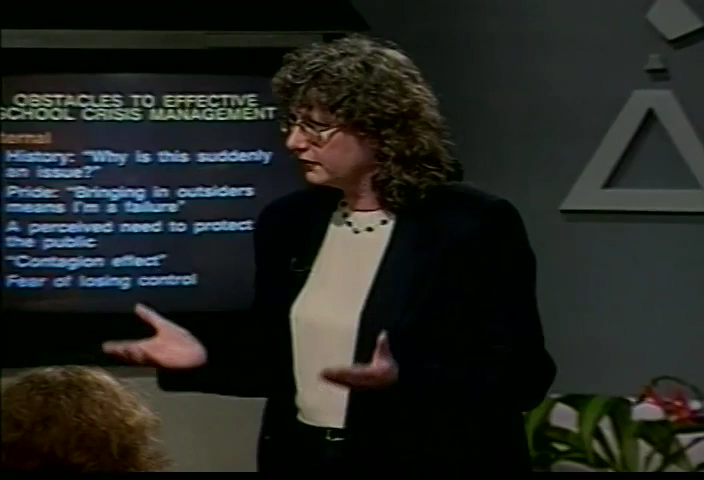 OBSTACLES TO EFFECTIVE
SCHOOL CRISIS MANAGEMENT
ternal
History: "Why is this suddenly
an issue?"
Pride: "Bringing in outsiders
means I'm a failure"
A perceived need to protect
the public
"Contagion effect"
Fear of losing control